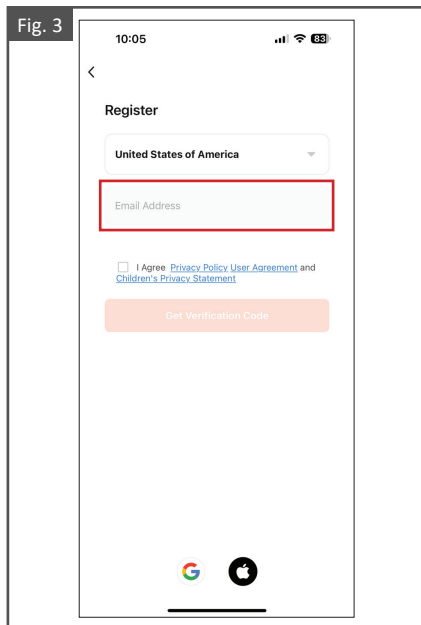 Fig. 3
10:05
83
Register
United States of America
Email Address
I Agree Privacy Policy User Agreement and
Children's Privacy Statement
Get Verification Code
G